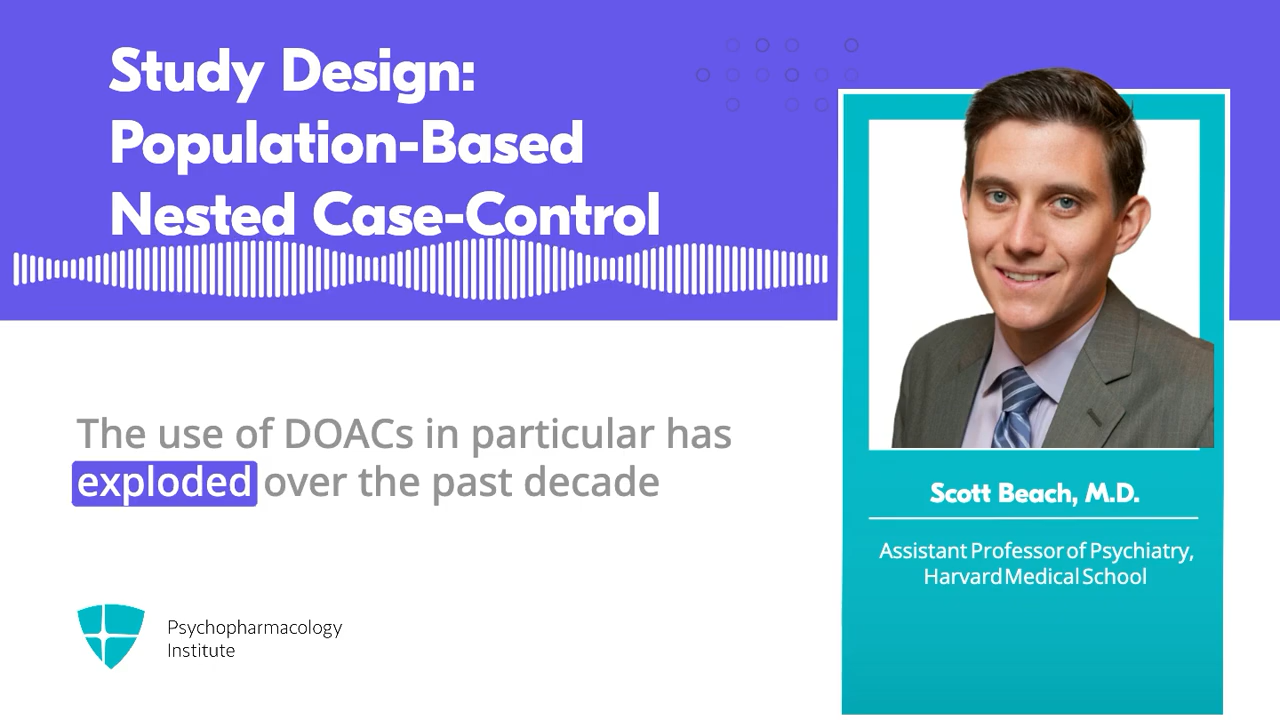 Study Design:
Population-Based
Nested Case-Control
The use of DOACs in particular has
exploded over the past decade
Psychopharmacology
Institute
Scott Beach, M.D.
Assistant Professor of Psychiatry,
Harvard Medical School